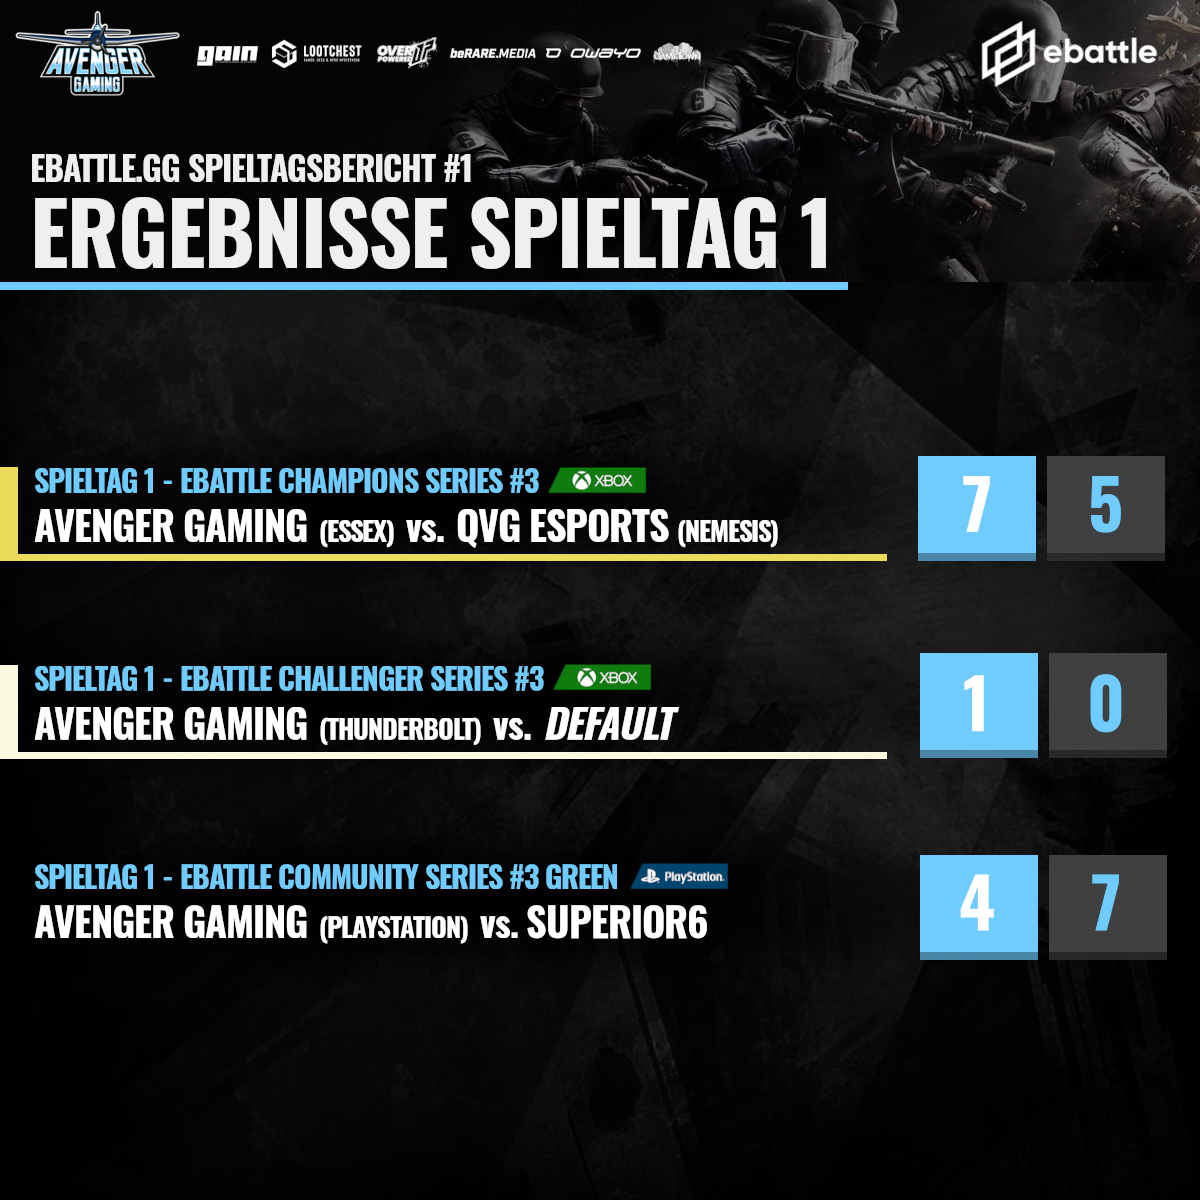 AVENGER
GAMING
gain
LOOTCHEST
OVER
POWERED
beRARE.MEDIA
OWAYO
GAMETOWN
ebattle
EBATTLE.GG SPIELTAGSBERICHT #1
ERGEBNISSE SPIELTAG 1
SPIELTAG 1 - EBATTLE CHAMPIONS SERIES #3 XBOX
AVENGER GAMING (ESSEX) vs. QVG ESPORTS (NEMESIS)
7 5
SPIELTAG 1 - EBATTLE CHALLENGER SERIES #3 XBOX
AVENGER GAMING (THUNDERBOLT) vs. DEFAULT
1 0
SPIELTAG 1 - EBATTLE COMMUNITY SERIES #3 GREEN PlayStation.
AVENGER GAMING (PLAYSTATION) vs. SUPERIOR6
4 7